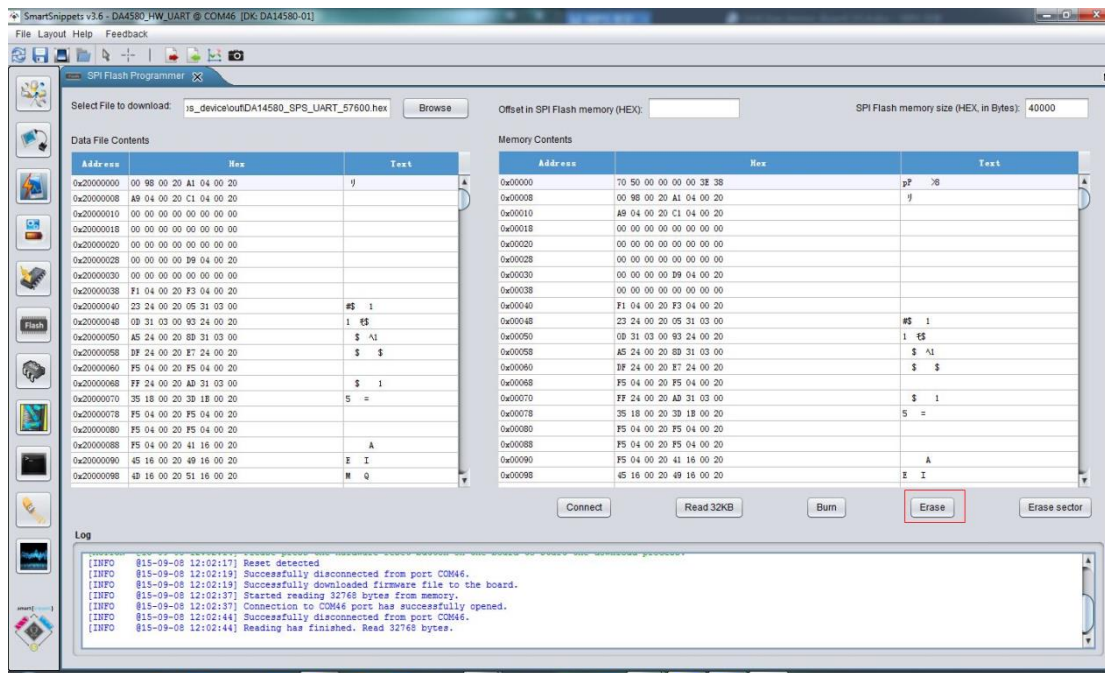 SmartSnippets v3.6 - DA4580_HW_UART @ COM46 [DK: DA14580-01]
File Layout Help Feedback
SPI Flash Programmer
Select File to download: ps_device\out\DA14580_SPS_UART_57600.hex Browse Offset in SPI Flash memory (HEX): SPI Flash memory size (HEX, in Bytes): 40000
Data File Contents Memory Contents
Address Hex Text Address Hex Text
0x20000000 00 98 00 20 A1 04 00 20 0x00000 70 50 00 00 00 00 3E 38 pP >8
0x20000008 A9 04 00 20 C1 04 00 20 0x00008 00 98 00 20 A1 04 00 20
0x20000010 00 00 00 00 00 00 00 00 0x00010 A9 04 00 20 C1 04 00 20
0x20000018 00 00 00 00 00 00 00 00 0x00018 00 00 00 00 00 00 00 00
0x20000020 00 00 00 00 00 00 00 00 0x00020 00 00 00 00 00 00 00 00
0x20000028 00 00 00 00 D9 04 00 20 0x00028 00 00 00 00 00 00 00 00
0x20000030 00 00 00 00 00 00 00 00 0x00030 00 00 00 00 D9 04 00 20
0x20000038 F1 04 00 20 F3 04 00 20 0x00038 00 00 00 00 00 00 00 00
0x20000040 23 24 00 20 05 31 03 00 #$ 1 0x00040 F1 04 00 20 F3 04 00 20
0x20000048 0D 31 03 00 93 24 00 20 1 $ 0x00048 23 24 00 20 05 31 03 00 #$ 1
0x20000050 A5 24 00 20 8D 31 03 00 $ 1 0x00050 0D 31 03 00 93 24 00 20 1 $
0x20000058 DF 24 00 20 E7 24 00 20 $ $ 0x00058 A5 24 00 20 8D 31 03 00 $ 1
0x20000060 F5 04 00 20 F5 04 00 20 0x00060 DF 24 00 20 E7 24 00 20 $ $
0x20000068 FF 24 00 20 AD 31 03 00 $ 1 0x00068 F5 04 00 20 F5 04 00 20
0x20000070 35 18 00 20 3D 1B 00 20 5 = 0x00070 FF 24 00 20 AD 31 03 00 $ 1
0x20000078 F5 04 00 20 F5 04 00 20 0x00078 35 18 00 20 3D 1B 00 20 5 =
0x20000080 F5 04 00 20 F5 04 00 20 0x00080 F5 04 00 20 F5 04 00 20
0x20000088 F5 04 00 20 41 16 00 20 A 0x00088 F5 04 00 20 F5 04 00 20
0x20000090 45 16 00 20 49 16 00 20 E I 0x00090 F5 04 00 20 41 16 00 20 A
0x20000098 4D 16 00 20 51 16 00 20 M Q 0x00098 45 16 00 20 49 16 00 20 E I
Flash
Connect Read 32KB Burn Erase Erase sector
Log
[INFO @15-09-08 12:02:17] Reset detected
[INFO @15-09-08 12:02:19] Successfully disconnected from port COM46.
[INFO @15-09-08 12:02:19] Successfully downloaded firmware file to the board.
[INFO @15-09-08 12:02:37] Started reading 32768 bytes from memory.
[INFO @15-09-08 12:02:37] Connection to COM46 port has successfully opened.
[INFO @15-09-08 12:02:44] Successfully disconnected from port COM46.
[INFO @15-09-08 12:02:44] Reading has finished. Read 32768 bytes.